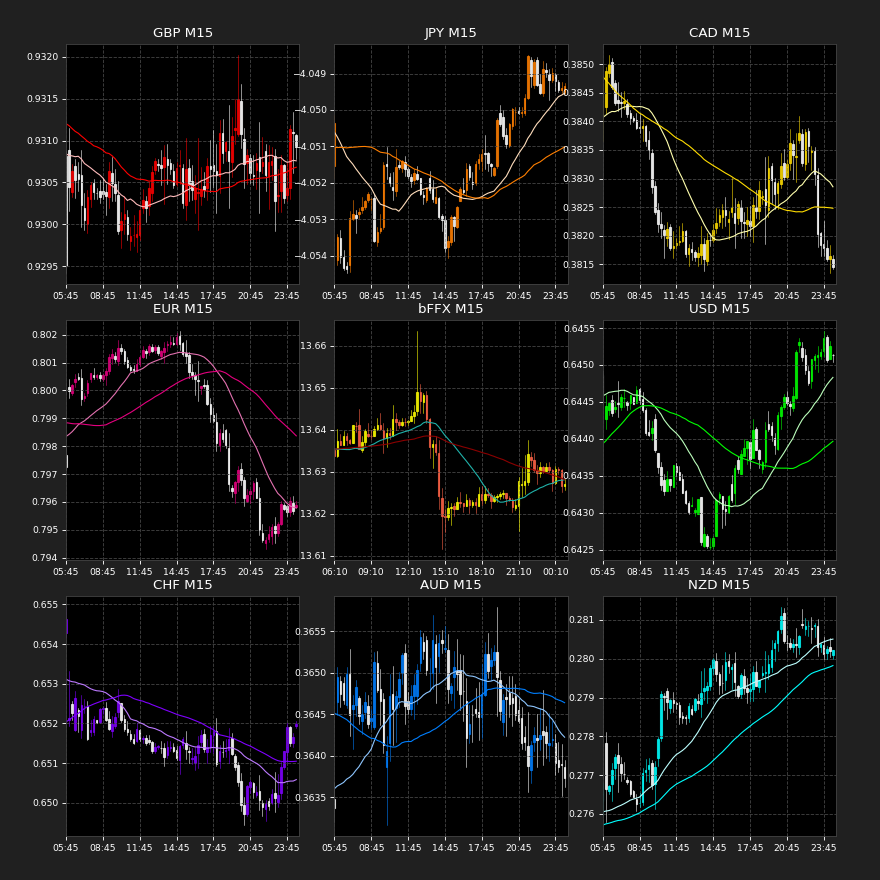 GBP M15 JPY M15 CAD M15
0.9320 0.9315 0.9310 0.9305 0.9300 0.9295
−4.049 −4.050 −4.051 −4.052 −4.053 −4.054
0.3850 0.3845 0.3840 0.3835 0.3830 0.3825 0.3820 0.3815
05:45 08:45 11:45 14:45 17:45 20:45 23:45 05:45 08:45 11:45 14:45 17:45 20:45 23:45 05:45 08:45 11:45 14:45 17:45 20:45 23:45
EUR M15 bFFX M15 USD M15
0.802 0.801 0.800 0.799 0.798 0.797 0.796 0.795 0.794
13.66 13.65 13.64 13.63 13.62 13.61
0.6455 0.6450 0.6445 0.6440 0.6435 0.6430 0.6425
05:45 08:45 11:45 14:45 17:45 20:45 23:45 06:10 09:10 12:10 15:10 18:10 21:10 00:10 05:45 08:45 11:45 14:45 17:45 20:45 23:45
CHF M15 AUD M15 NZD M15
0.655 0.654 0.653 0.652 0.651 0.650
0.3655 0.3650 0.3645 0.3640 0.3635
0.281 0.280 0.279 0.278 0.277 0.276
05:45 08:45 11:45 14:45 17:45 20:45 23:45 05:45 08:45 11:45 14:45 17:45 20:45 23:45 05:45 08:45 11:45 14:45 17:45 20:45 23:45